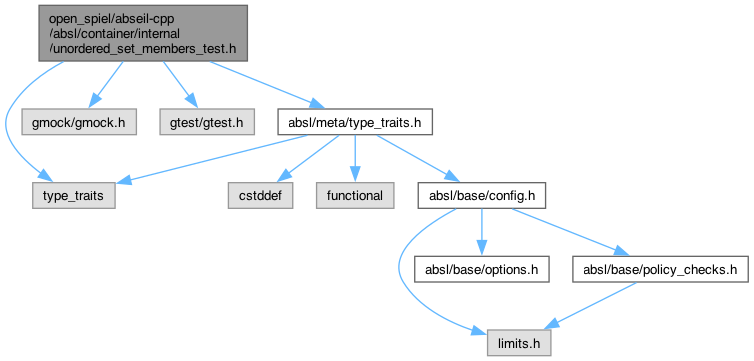 open_spiel/abseil-cpp
/absl/container/internal
/unordered_set_members_test.h
gmock/gmock.h
gtest/gtest.h
absl/meta/type_traits.h
type_traits
cstddef
functional
absl/base/config.h
absl/base/options.h
absl/base/policy_checks.h
limits.h